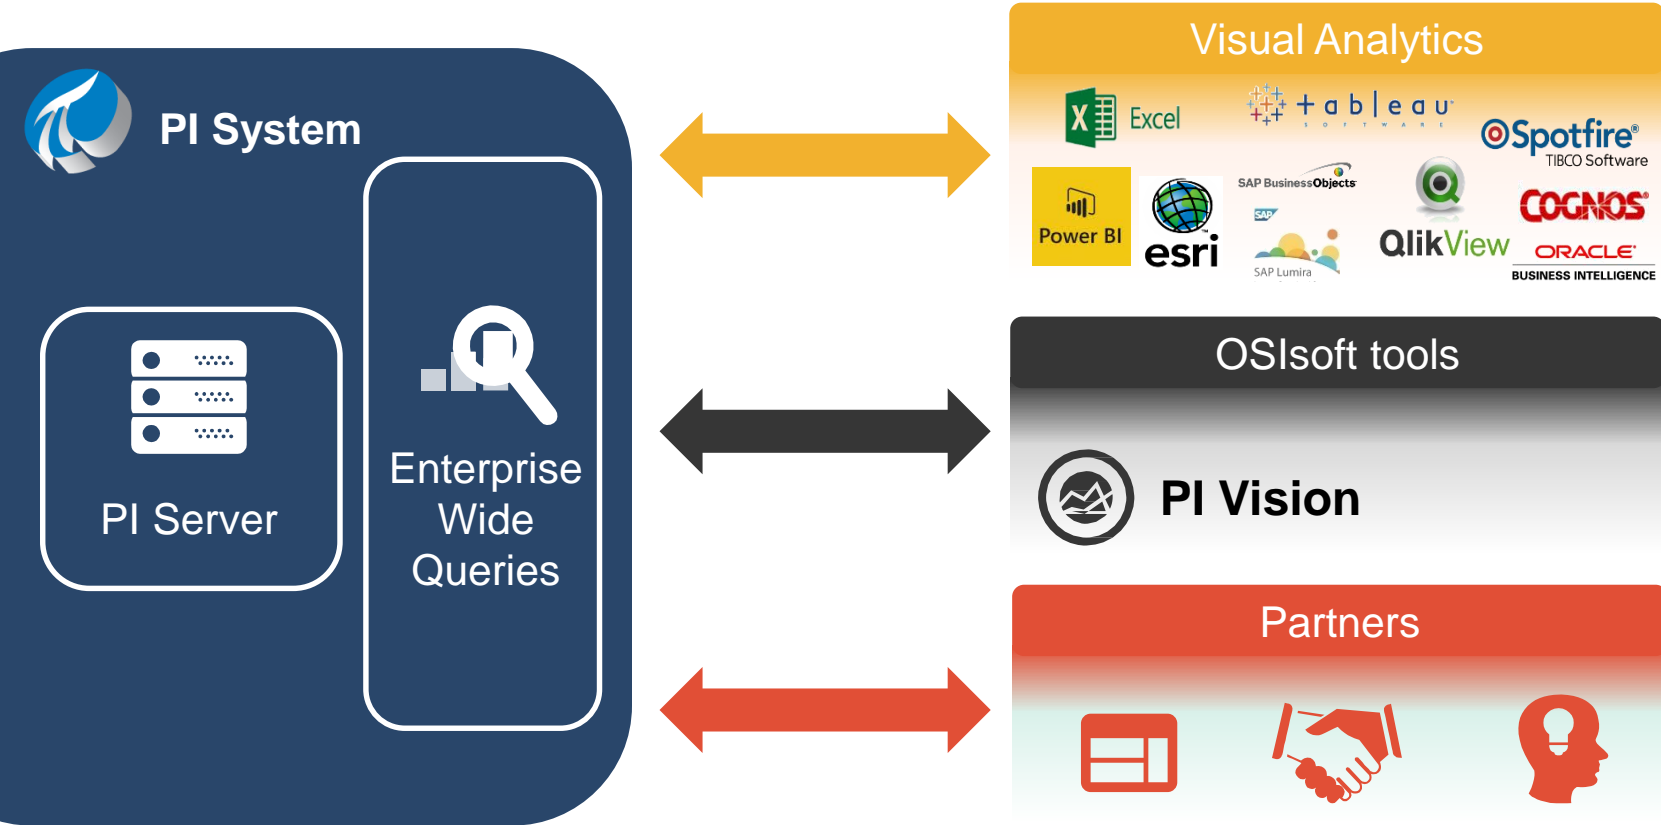 PI System
PI Server
Enterprise
Wide
Queries
Visual Analytics
X Excel
+ableau
SOFTWARE
Spotfire®
TIBCO Software
Power BI
esri
SAP BusinessObjects
SAP
SAP Lumira
QlikView
COGNOS®
ORACLE®
BUSINESS INTELLIGENCE
OSIsoft tools
PI Vision
Partners